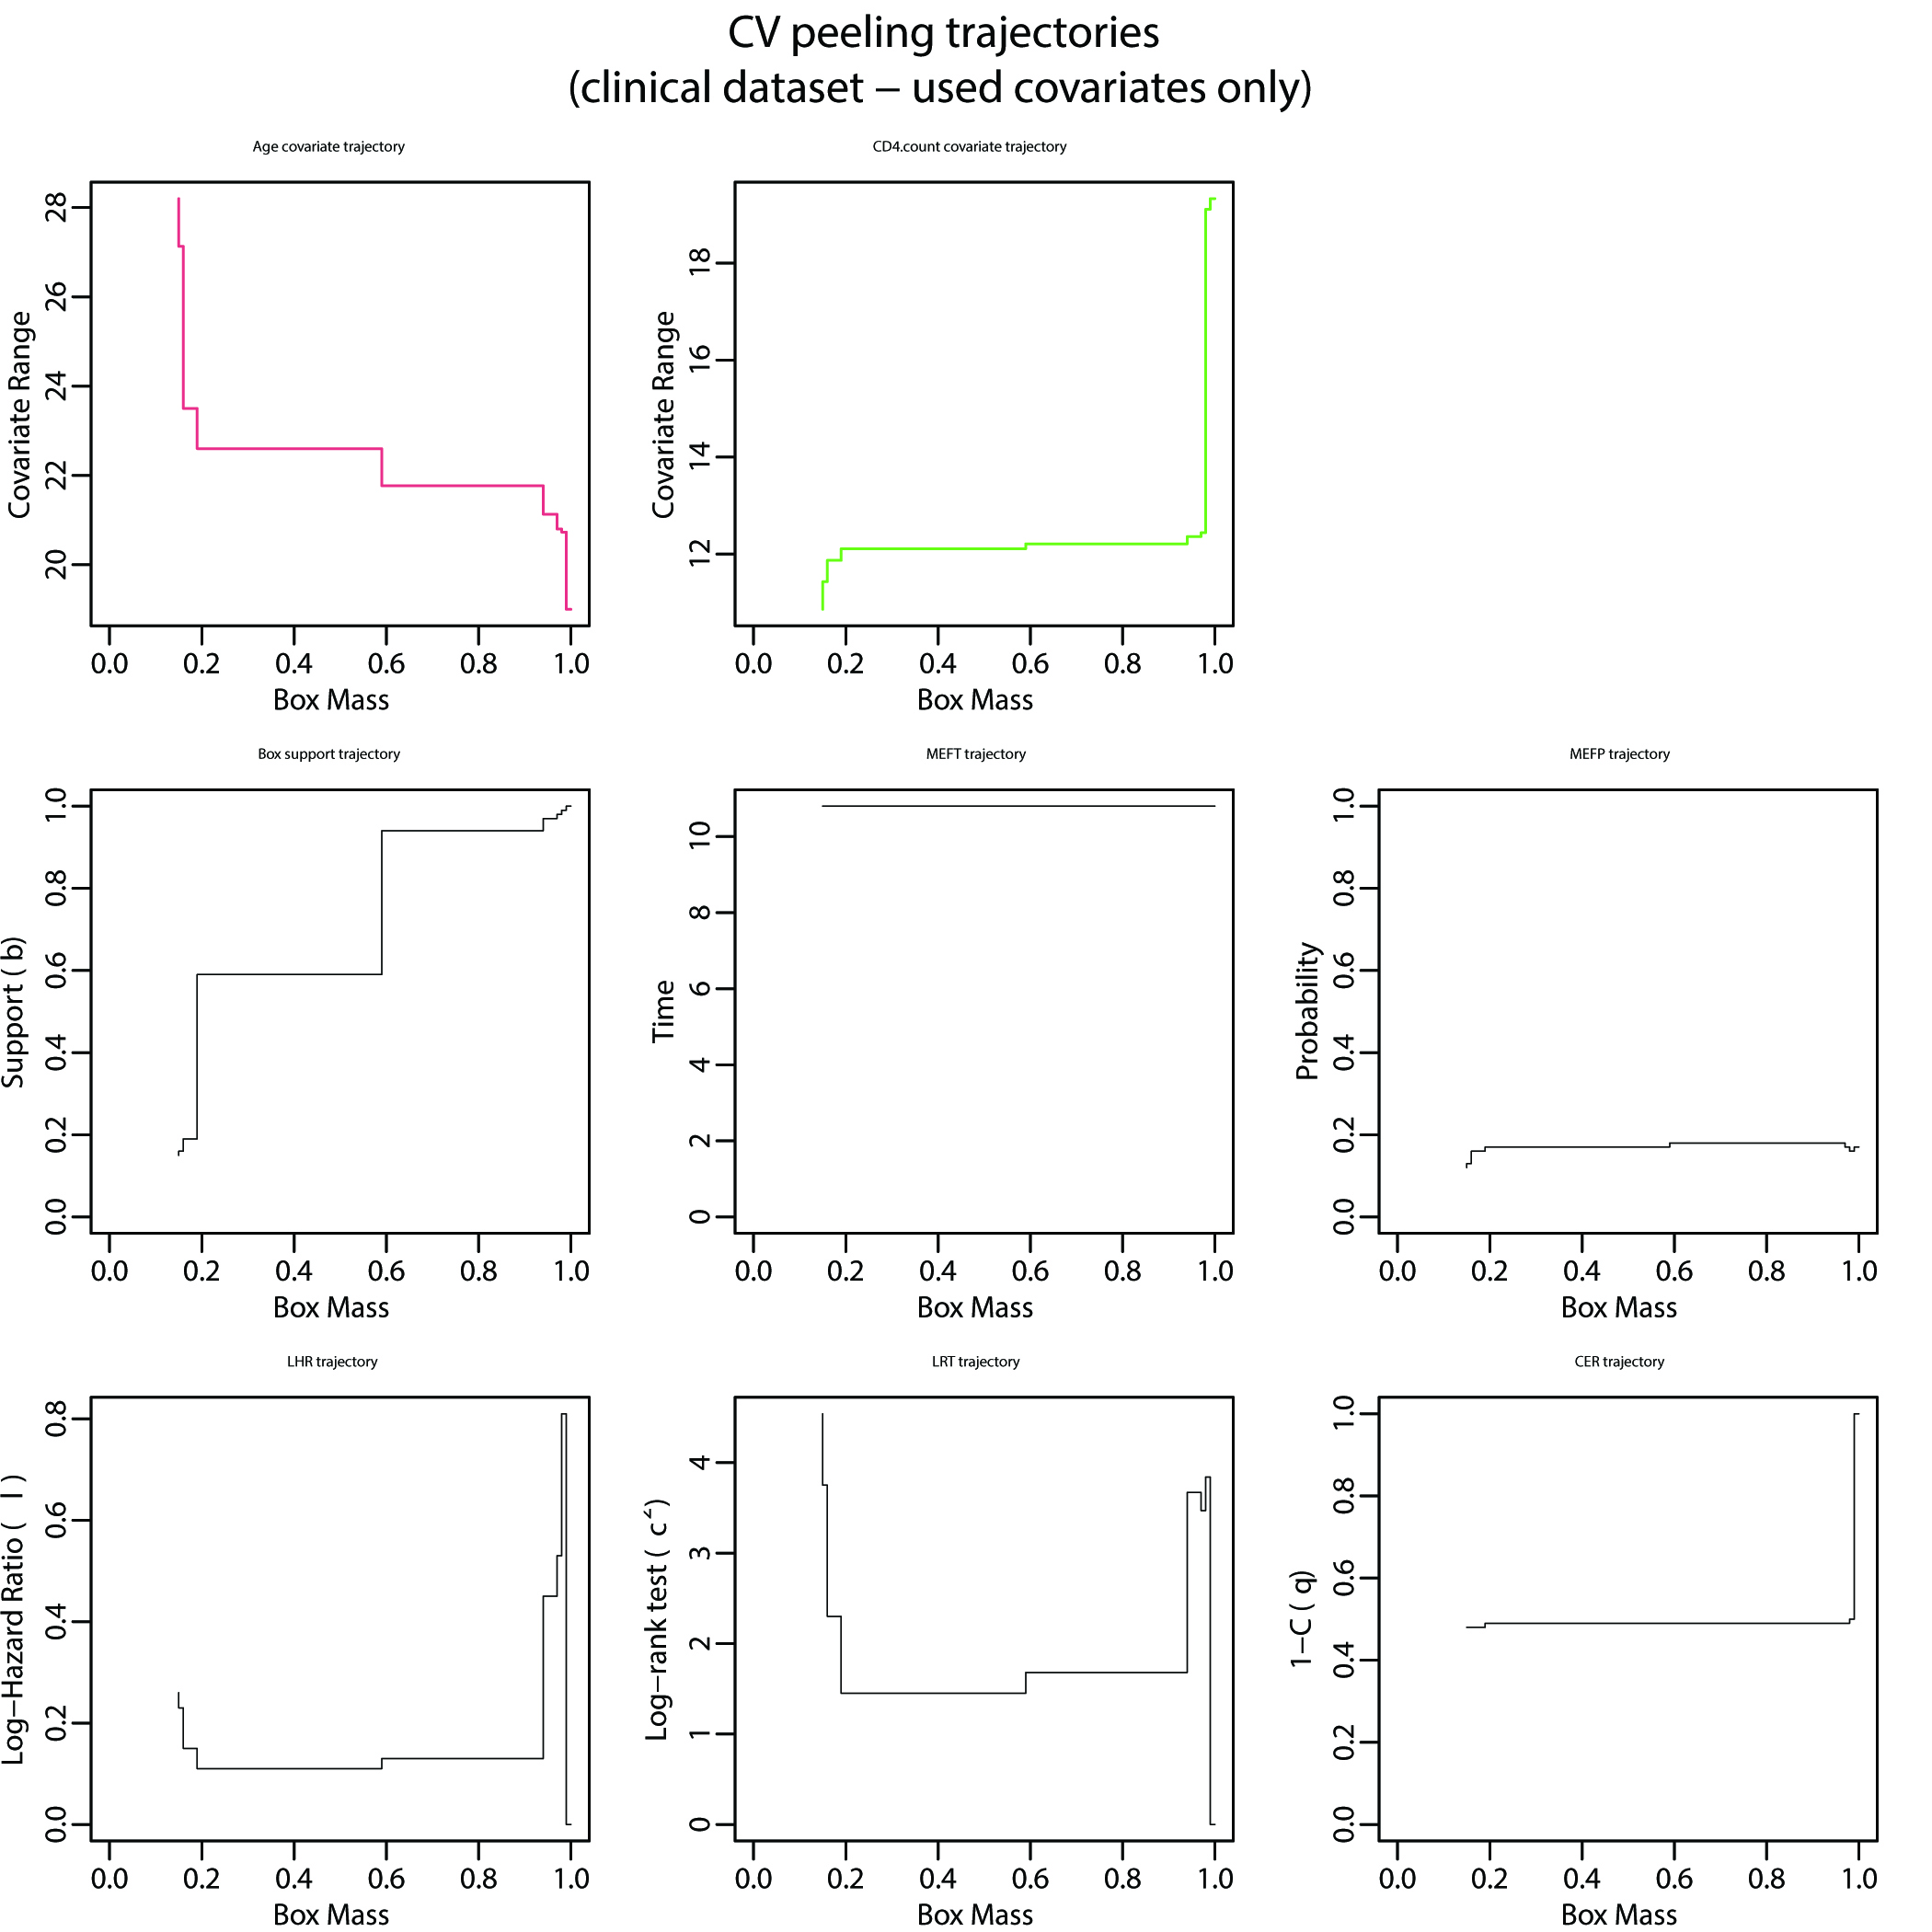 CV peeling trajectories
(clinical dataset – used covariates only)
Age covariate trajectory
Covariate Range
28
26
24
22
20
0.0 0.2 0.4 0.6 0.8 1.0
Box Mass
CD4.count covariate trajectory
Covariate Range
18
16
14
12
0.0 0.2 0.4 0.6 0.8 1.0
Box Mass
Box support trajectory
Support ( b)
1.0
0.8
0.6
0.4
0.2
0.0
0.0 0.2 0.4 0.6 0.8 1.0
Box Mass
MEFT trajectory
Time
10
8
6
4
2
0
0.0 0.2 0.4 0.6 0.8 1.0
Box Mass
MEFP trajectory
Probability
1.0
0.8
0.6
0.4
0.2
0.0
0.0 0.2 0.4 0.6 0.8 1.0
Box Mass
LHR trajectory
Log–Hazard Ratio ( l )
0.8
0.6
0.4
0.2
0.0
0.0 0.2 0.4 0.6 0.8 1.0
Box Mass
LRT trajectory
Log–rank test ( c²)
4
3
2
1
0
0.0 0.2 0.4 0.6 0.8 1.0
Box Mass
CER trajectory
1–C ( q)
1.0
0.8
0.6
0.4
0.2
0.0
0.0 0.2 0.4 0.6 0.8 1.0
Box Mass